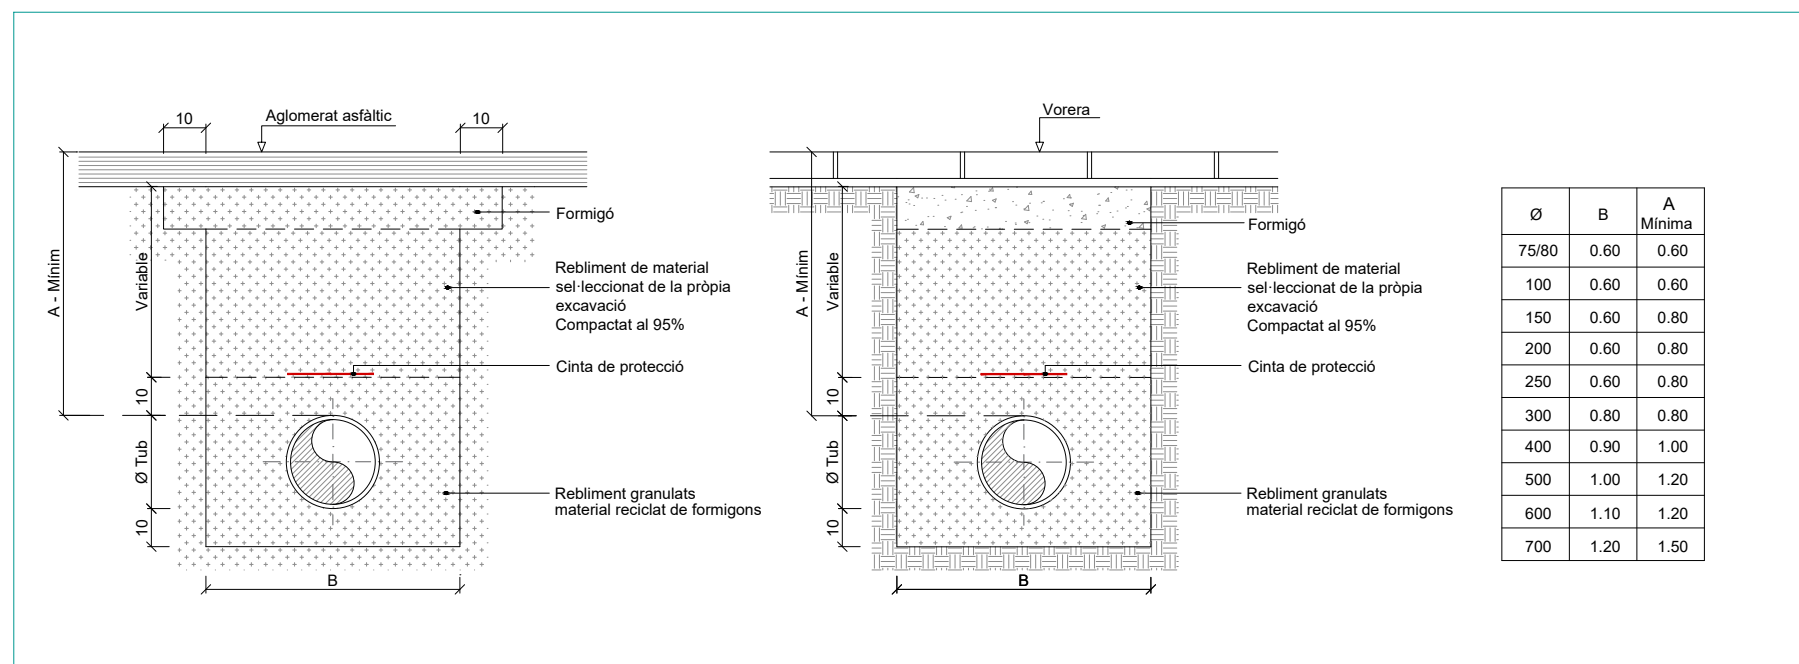 10
Aglomerat asfàltic
10
A - Mínim
Variable
10
Ø Tub
10
B
Formigó
Rebliment de material
sel·leccionat de la pròpia
excavació
Compactat al 95%
Cinta de protecció
Rebliment granulats
material reciclat de formigons
Vorera
A - Mínim
Variable
10
Ø Tub
10
B
Formigó
Rebliment de material
sel·leccionat de la pròpia
excavació
Compactat al 95%
Cinta de protecció
Rebliment granulats
material reciclat de formigons
Ø B A
Mínima
75/80 0.60 0.60
100 0.60 0.60
150 0.60 0.80
200 0.60 0.80
250 0.60 0.80
300 0.80 0.80
400 0.90 1.00
500 1.00 1.20
600 1.10 1.20
700 1.20 1.50